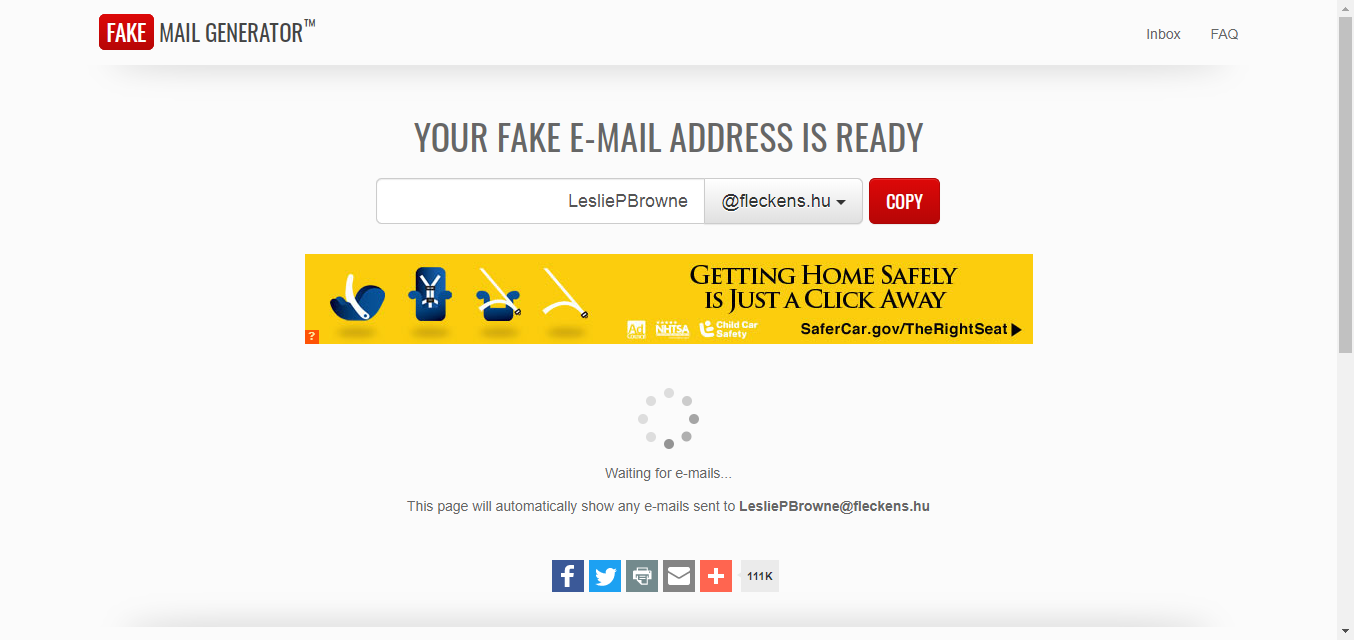 FAKE MAIL GENERATOR™
Inbox FAQ
YOUR FAKE E-MAIL ADDRESS IS READY
LesliePBrowne @fleckens.hu COPY
GETTING HOME SAFELY
IS JUST A CLICK AWAY
Ad NHTSA Child Car
Safety
SaferCar.gov/TheRightSeat
?
Waiting for e-mails...
This page will automatically show any e-mails sent to LesliePBrowne@fleckens.hu
111K